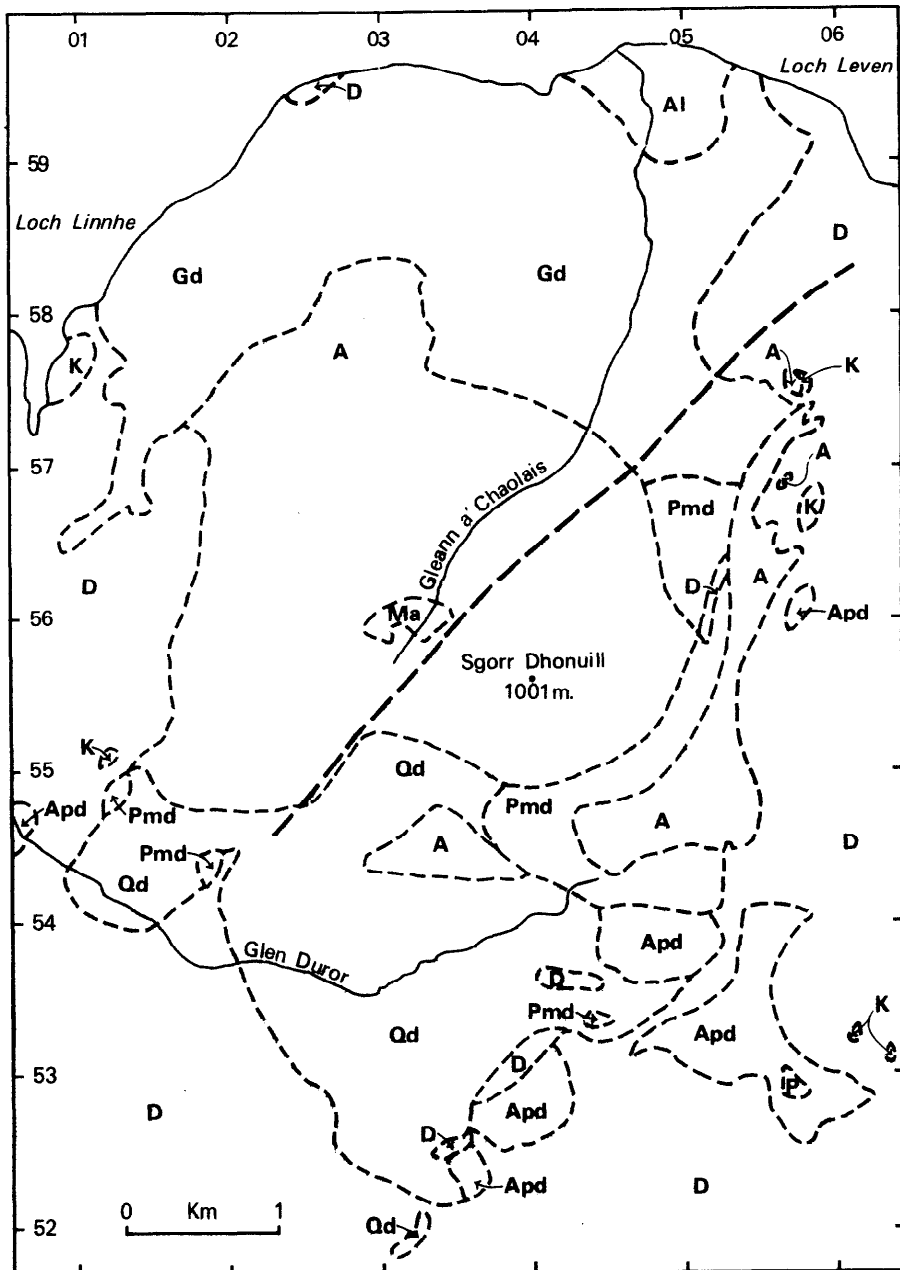 01 02 03 04 05 06
Loch Leven
D
Al
59
Loch Linnhe
D
Gd
Gd
58
A
A
K
K
57
A
Gleann a' Chaolais
Pmd
K
D
A
D
56
Ma
Apd
Sgorr Dhonuill
1001m.
K
55
Qd
Apd
Pmd
Pmd
A
A
D
Pmd
Qd
54
Glen Duror
Apd
D
Pmd
K
Qd
Apd
53
D
P
D
Apd
D
Apd
D
0 Km 1
52
Qd